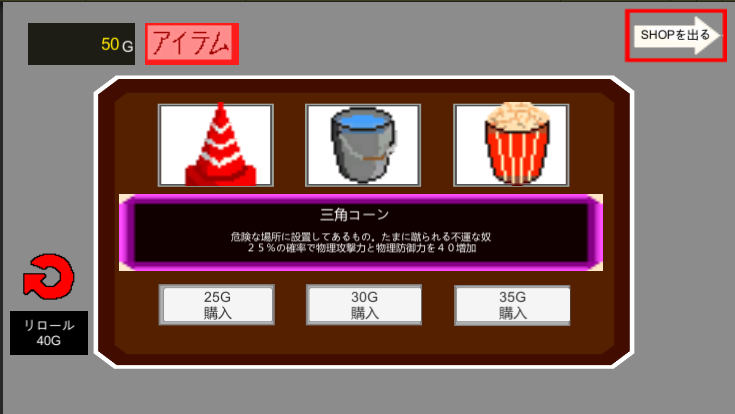 50G
アイテム
SHOPを出る
三角コーン
危険な場所に設置してあるもの。たまに蹴られる不運な奴
２５％の確率で物理攻撃力と物理防御力を４０増加
25G
購入
30G
購入
35G
購入
リロール
40G